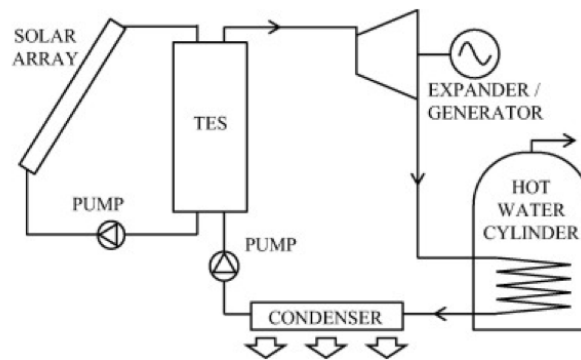 SOLAR
ARRAY
TES
EXPANDER /
GENERATOR
HOT
WATER
CYLINDER
PUMP
PUMP
CONDENSER